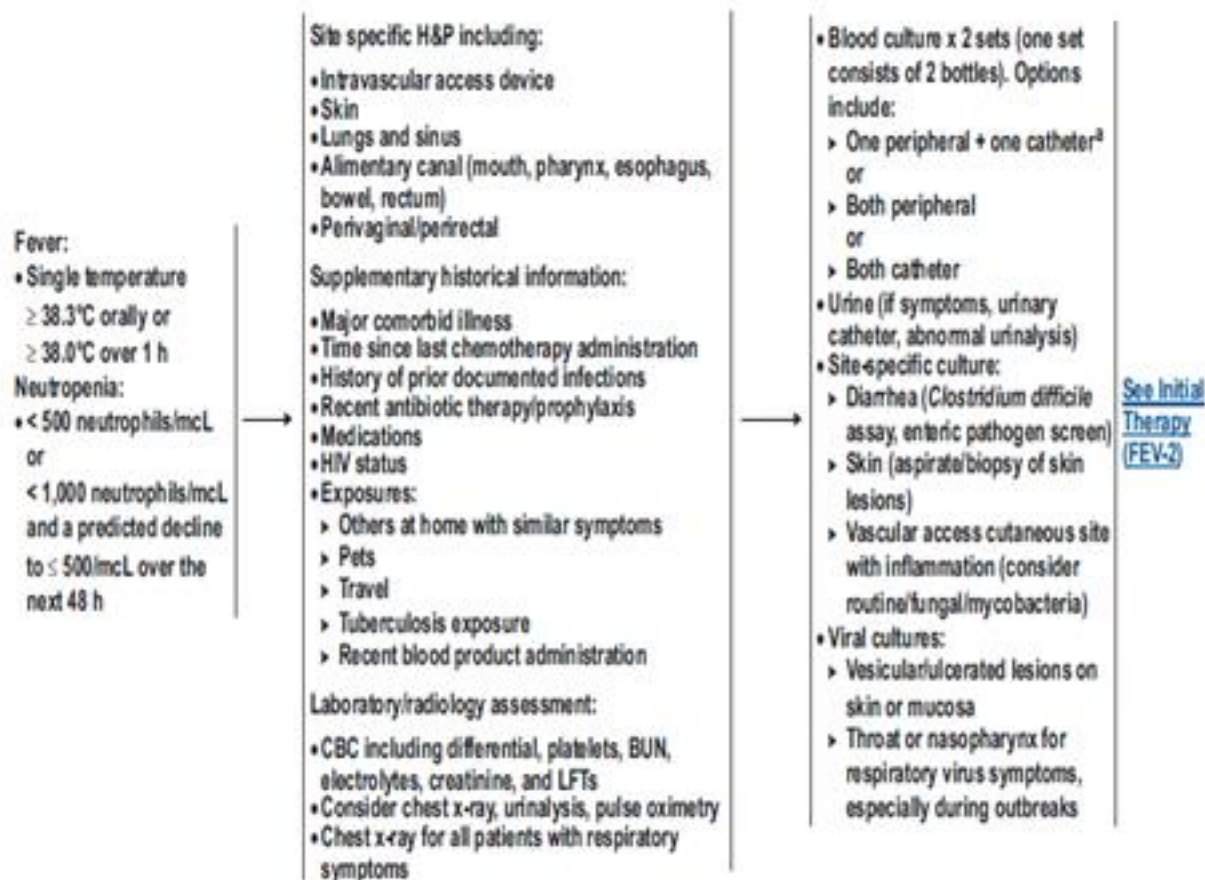 Fever:
• Single temperature
≥ 38.3°C orally or
≥ 38.0°C over 1 h
Neutropenia:
• < 500 neutrophils/mcL
or
< 1,000 neutrophils/mcL
and a predicted decline
to ≤ 500/mcL over the
next 48 h
Site specific H&P including:
• Intravascular access device
• Skin
• Lungs and sinus
• Alimentary canal (mouth, pharynx, esophagus,
bowel, rectum)
• Perivaginal/perirectal
Supplementary historical information:
• Major comorbid illness
• Time since last chemotherapy administration
• History of prior documented infections
• Recent antibiotic therapy/prophylaxis
• Medications
• HIV status
• Exposures:
➤ Others at home with similar symptoms
➤ Pets
➤ Travel
➤ Tuberculosis exposure
➤ Recent blood product administration
Laboratory/radiology assessment:
• CBC including differential, platelets, BUN,
electrolytes, creatinine, and LFTs
• Consider chest x-ray, urinalysis, pulse oximetry
• Chest x-ray for all patients with respiratory
symptoms
• Blood culture x 2 sets (one set
consists of 2 bottles). Options
include:
➤ One peripheral + one catheterᵃ
or
➤ Both peripheral
or
➤ Both catheter
• Urine (if symptoms, urinary
catheter, abnormal urinalysis)
• Site-specific culture:
➤ Diarrhea (Clostridium difficile
assay, enteric pathogen screen)
➤ Skin (aspirate/biopsy of skin
lesions)
➤ Vascular access cutaneous site
with inflammation (consider
routine/fungal/mycobacteria)
• Viral cultures:
➤ Vesicular/ulcerated lesions on
skin or mucosa
➤ Throat or nasopharynx for
respiratory virus symptoms,
especially during outbreaks
See Initial
Therapy
(FEV-2)